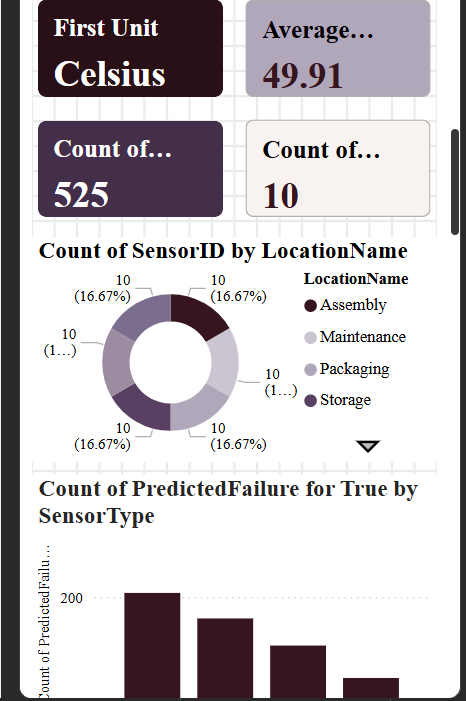 First Unit
Celsius
Average…
49.91
Count of…
525
Count of…
10
Count of SensorID by LocationName
10
(16.67%)
10
(16.67%)
10
(1…)
10
(1…)
10
(16.67%)
10
(16.67%)
LocationName
Assembly
Maintenance
Packaging
Storage
Count of PredictedFailure for True by
SensorType
Count of PredictedFailu…
200